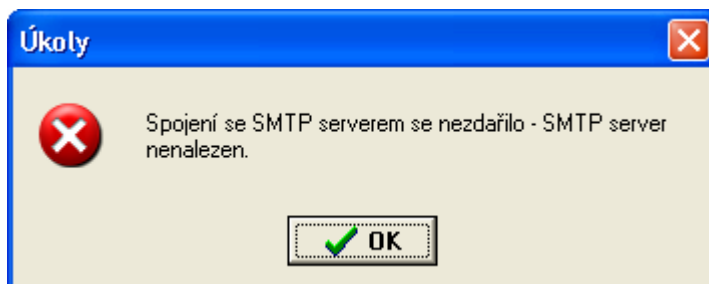 Úkoly
Spojení se SMTP serverem se nezdařilo - SMTP server
nenalezen.
OK